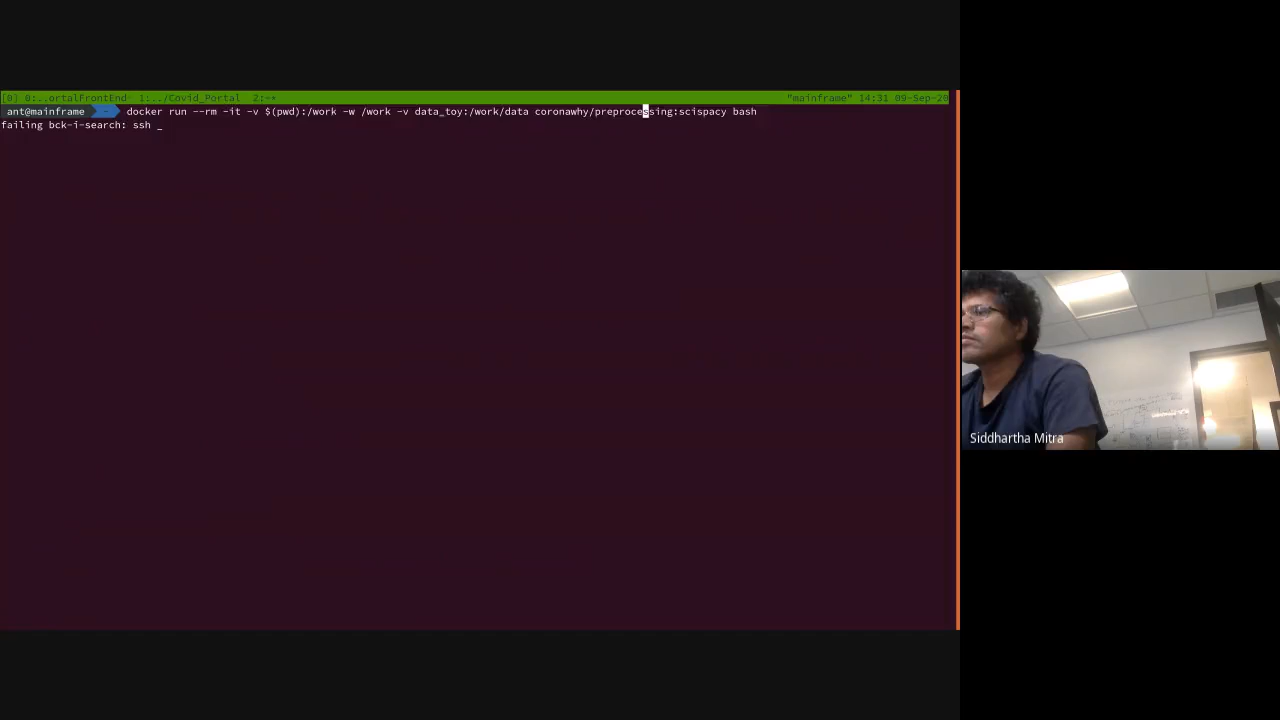 [0] 0:..ortalFrontEnd- 1:../Covid_Portal 2:~* "mainframe" 14:31 09-Sep-20
ant@mainframe ~ docker run --rm -it -v $(pwd):/work -w /work -v data_toy:/work/data coronawhy/preprocessing:scispacy bash
failing bck-i-search: ssh _
Siddhartha Mitra